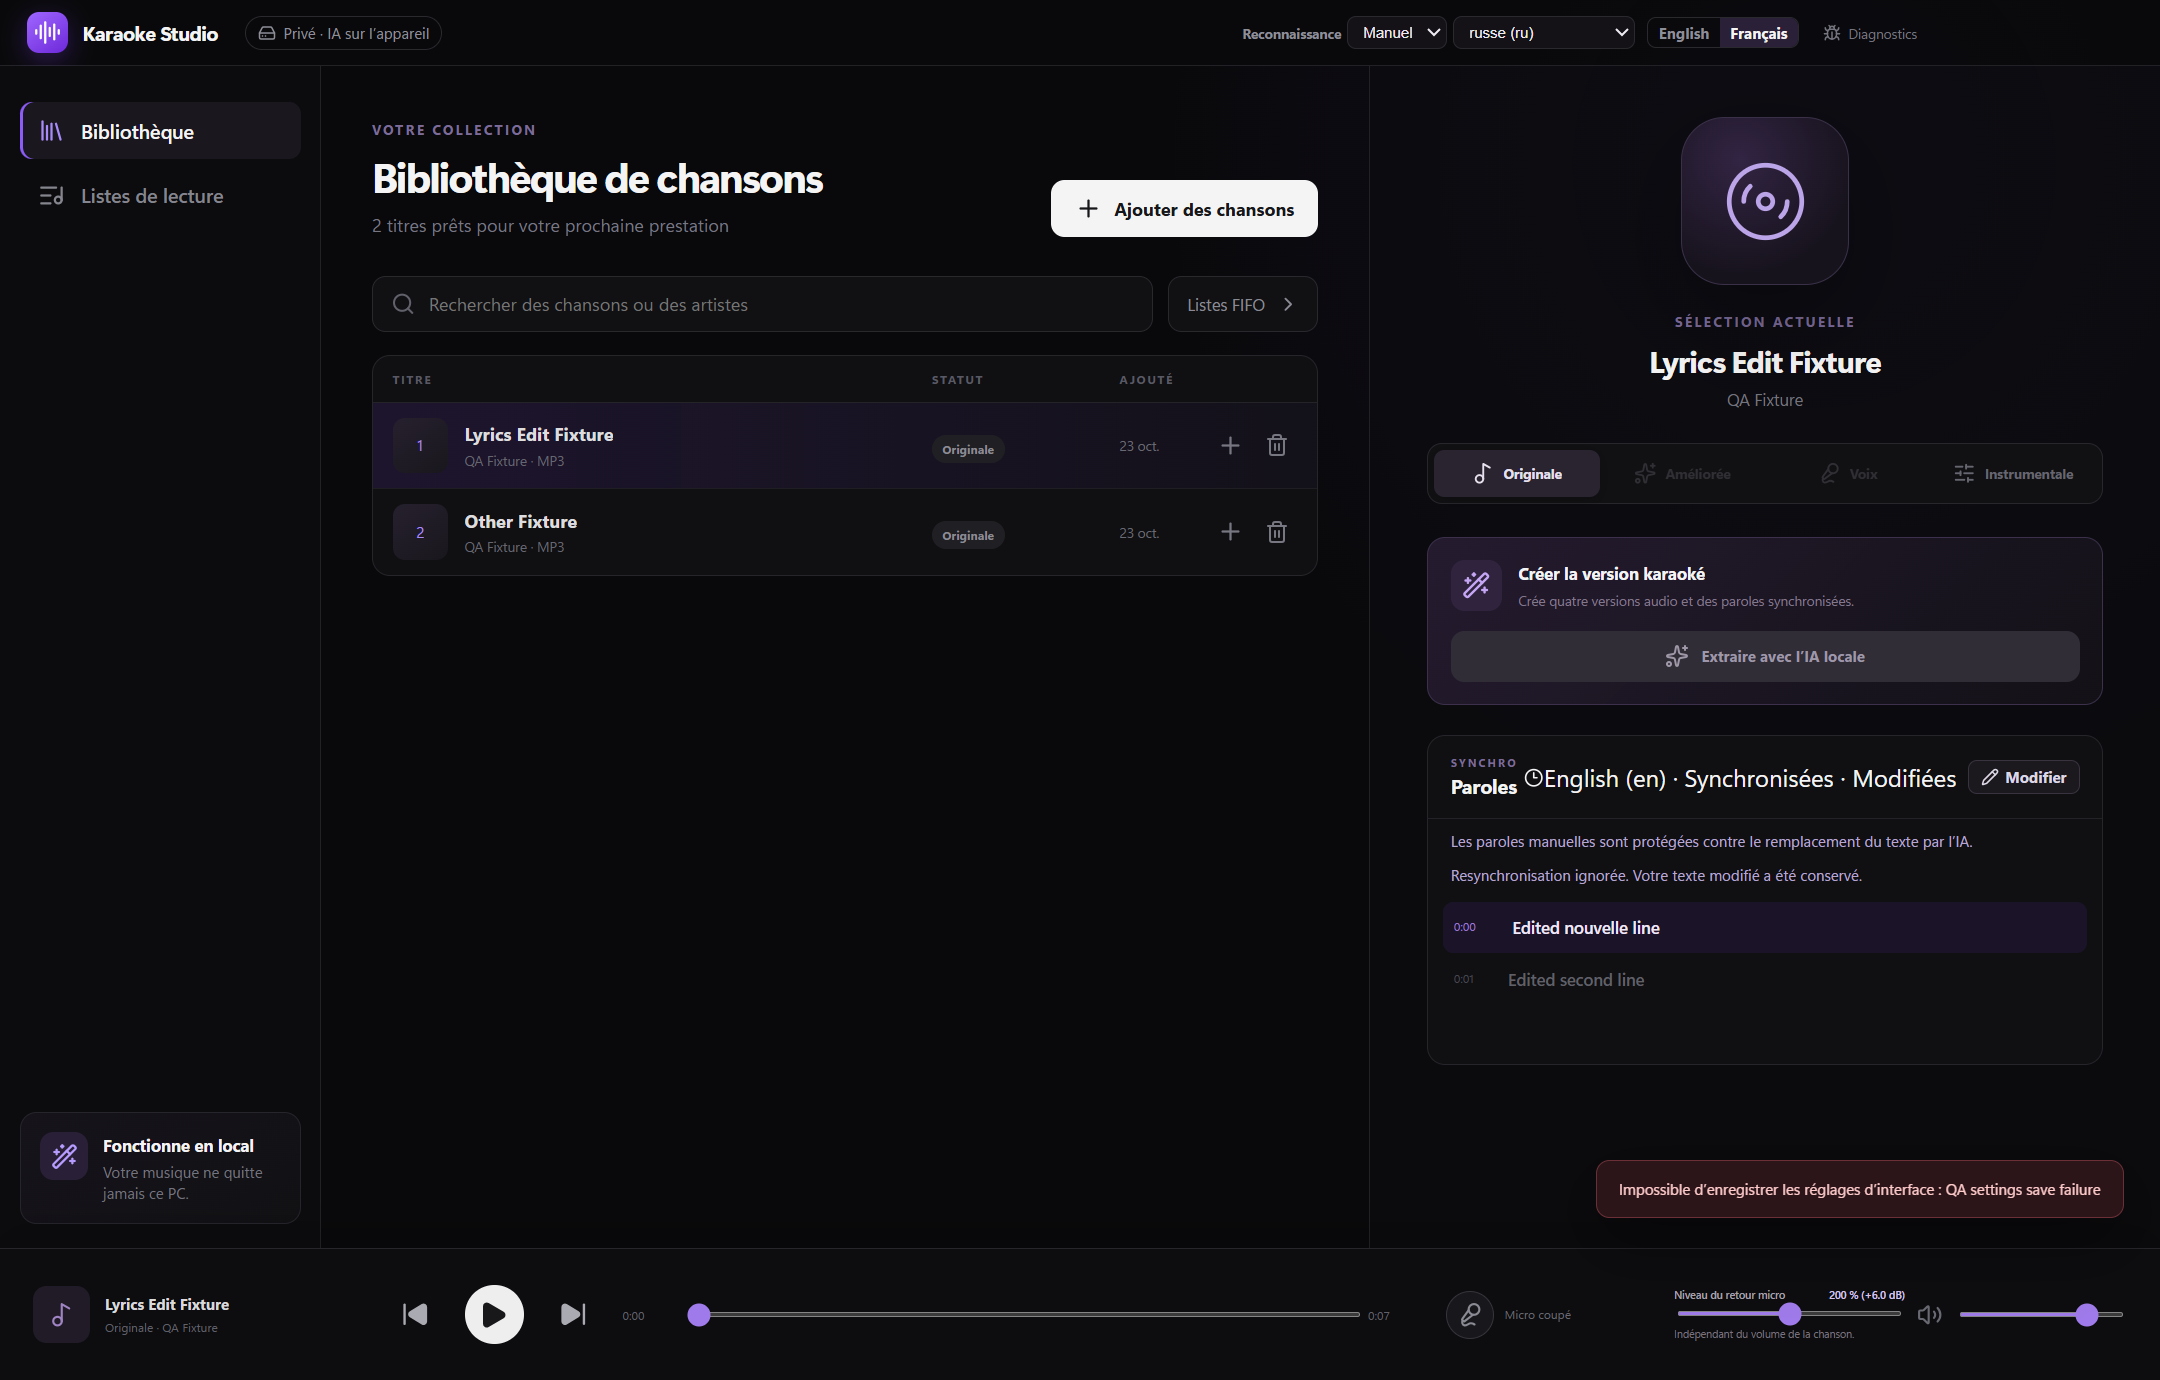 Karaoke Studio
Privé · IA sur l’appareil
Reconnaissance
Manuel
russe (ru)
English
Français
Diagnostics
Bibliothèque
Listes de lecture
VOTRE COLLECTION
Bibliothèque de chansons
2 titres prêts pour votre prochaine prestation
Ajouter des chansons
Rechercher des chansons ou des artistes
Listes FIFO
TITRE
STATUT
AJOUTÉ
1
Lyrics Edit Fixture
QA Fixture · MP3
Originale
23 oct.
2
Other Fixture
QA Fixture · MP3
Originale
23 oct.
SÉLECTION ACTUELLE
Lyrics Edit Fixture
QA Fixture
Originale
Améliorée
Voix
Instrumentale
Créer la version karaoké
Crée quatre versions audio et des paroles synchronisées.
Extraire avec l’IA locale
SYNCHRO
Paroles
English (en) · Synchronisées · Modifiées
Modifier
Les paroles manuelles sont protégées contre le remplacement du texte par l’IA.
Resynchronisation ignorée. Votre texte modifié a été conservé.
0:00
Edited nouvelle line
0:01
Edited second line
Fonctionne en local
Votre musique ne quitte
jamais ce PC.
Impossible d’enregistrer les réglages d’interface : QA settings save failure
Lyrics Edit Fixture
Originale · QA Fixture
0:00
0:07
Micro coupé
Niveau du retour micro
200 % (+6.0 dB)
Indépendant du volume de la chanson.